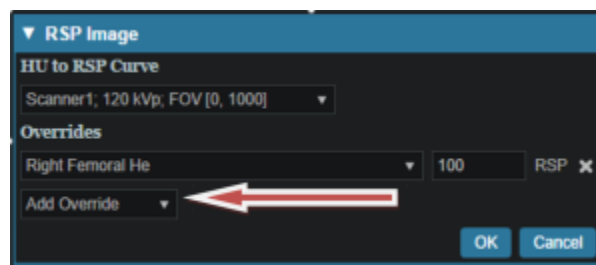 ▼ RSP Image
HU to RSP Curve
Scanner1; 120 kVp; FOV [0, 1000]
Overrides
Right Femoral He 100 RSP
Add Override
OK Cancel